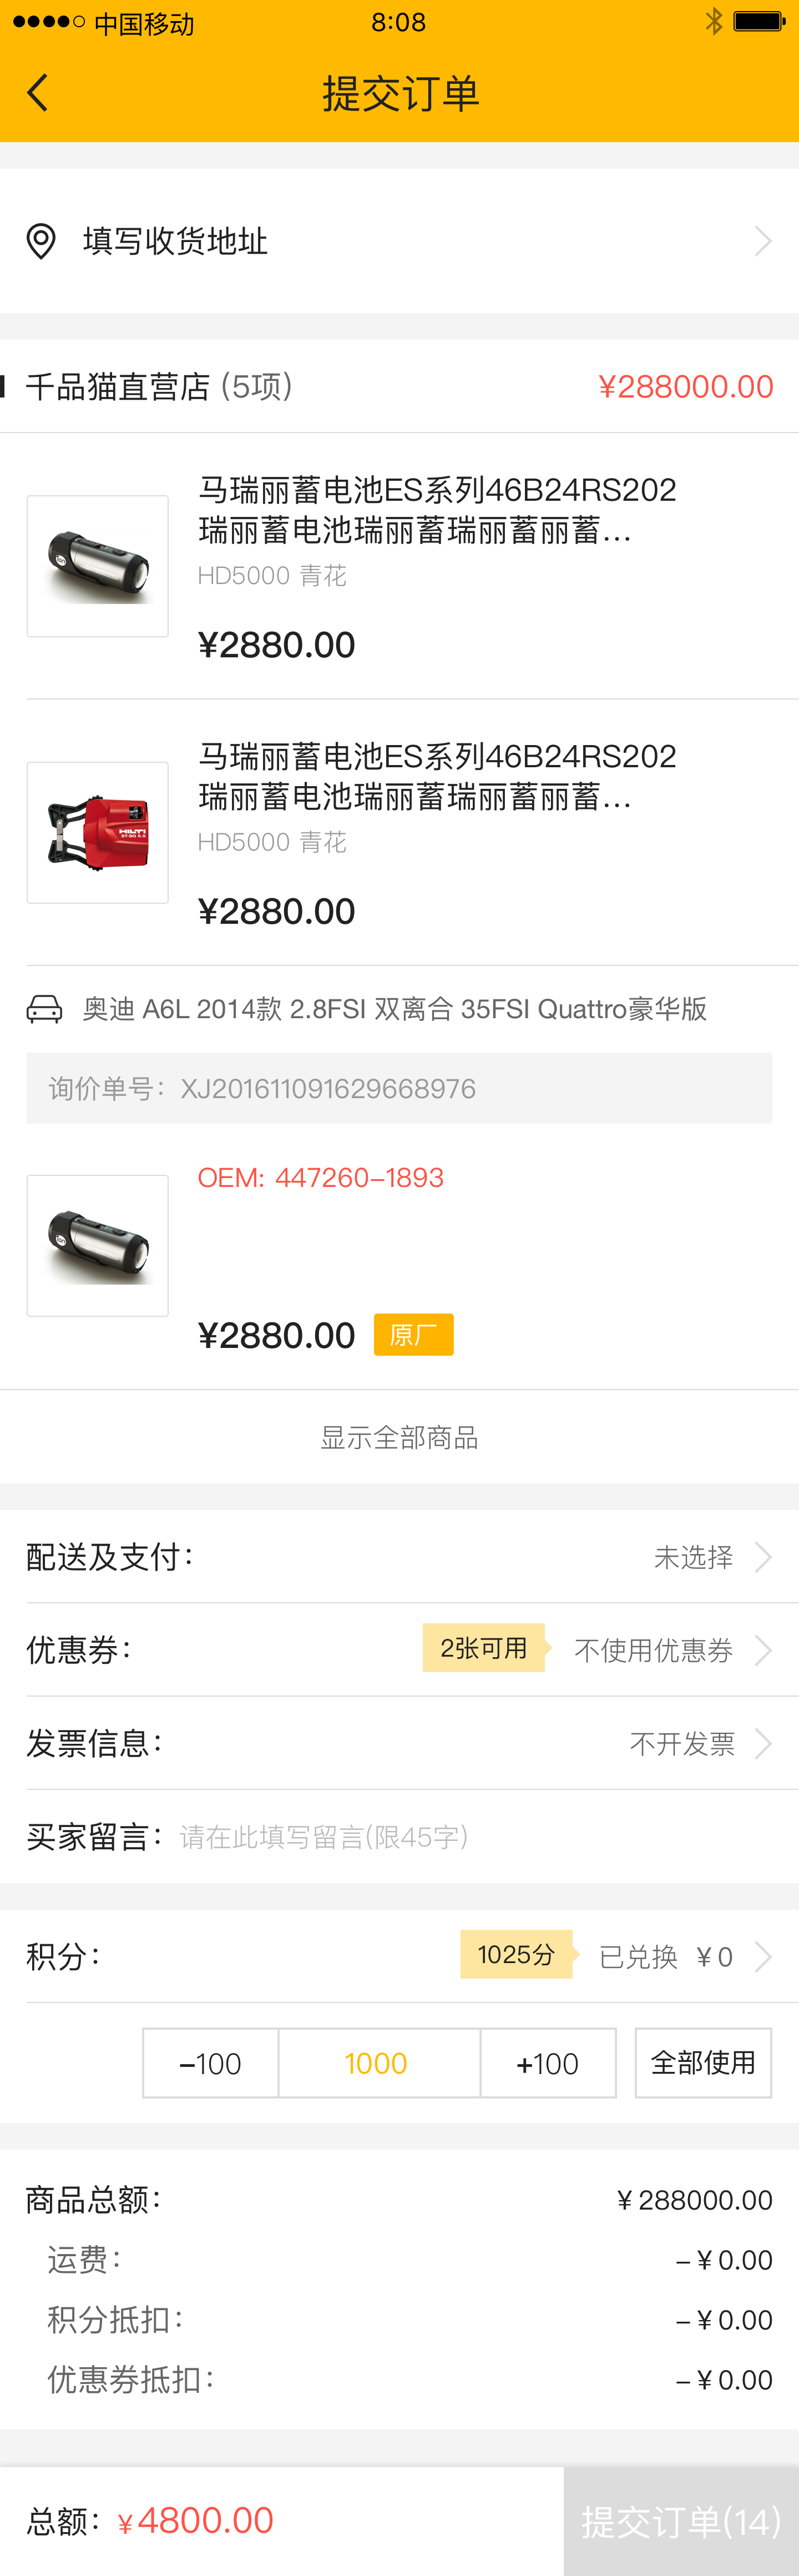 中国移动 8:08
提交订单
填写收货地址
千品猫直营店 (5项) ¥288000.00
马瑞丽蓄电池ES系列46B24RS202
瑞丽蓄电池瑞丽蓄瑞丽蓄丽蓄...
HD5000 青花
¥2880.00
马瑞丽蓄电池ES系列46B24RS202
瑞丽蓄电池瑞丽蓄瑞丽蓄丽蓄...
HILTI
HD5000 青花
¥2880.00
奥迪 A6L 2014款 2.8FSI 双离合 35FSI Quattro豪华版
询价单号：XJ201611091629668976
OEM: 447260-1893
¥2880.00 原厂
显示全部商品
配送及支付： 未选择
优惠券： 2张可用 不使用优惠券
发票信息： 不开发票
买家留言： 请在此填写留言(限45字)
积分： 1025分 已兑换 ¥0
-100 1000 +100 全部使用
商品总额： ¥288000.00
运费： -¥0.00
积分抵扣： -¥0.00
优惠券抵扣： -¥0.00
总额：¥4800.00 提交订单(14)